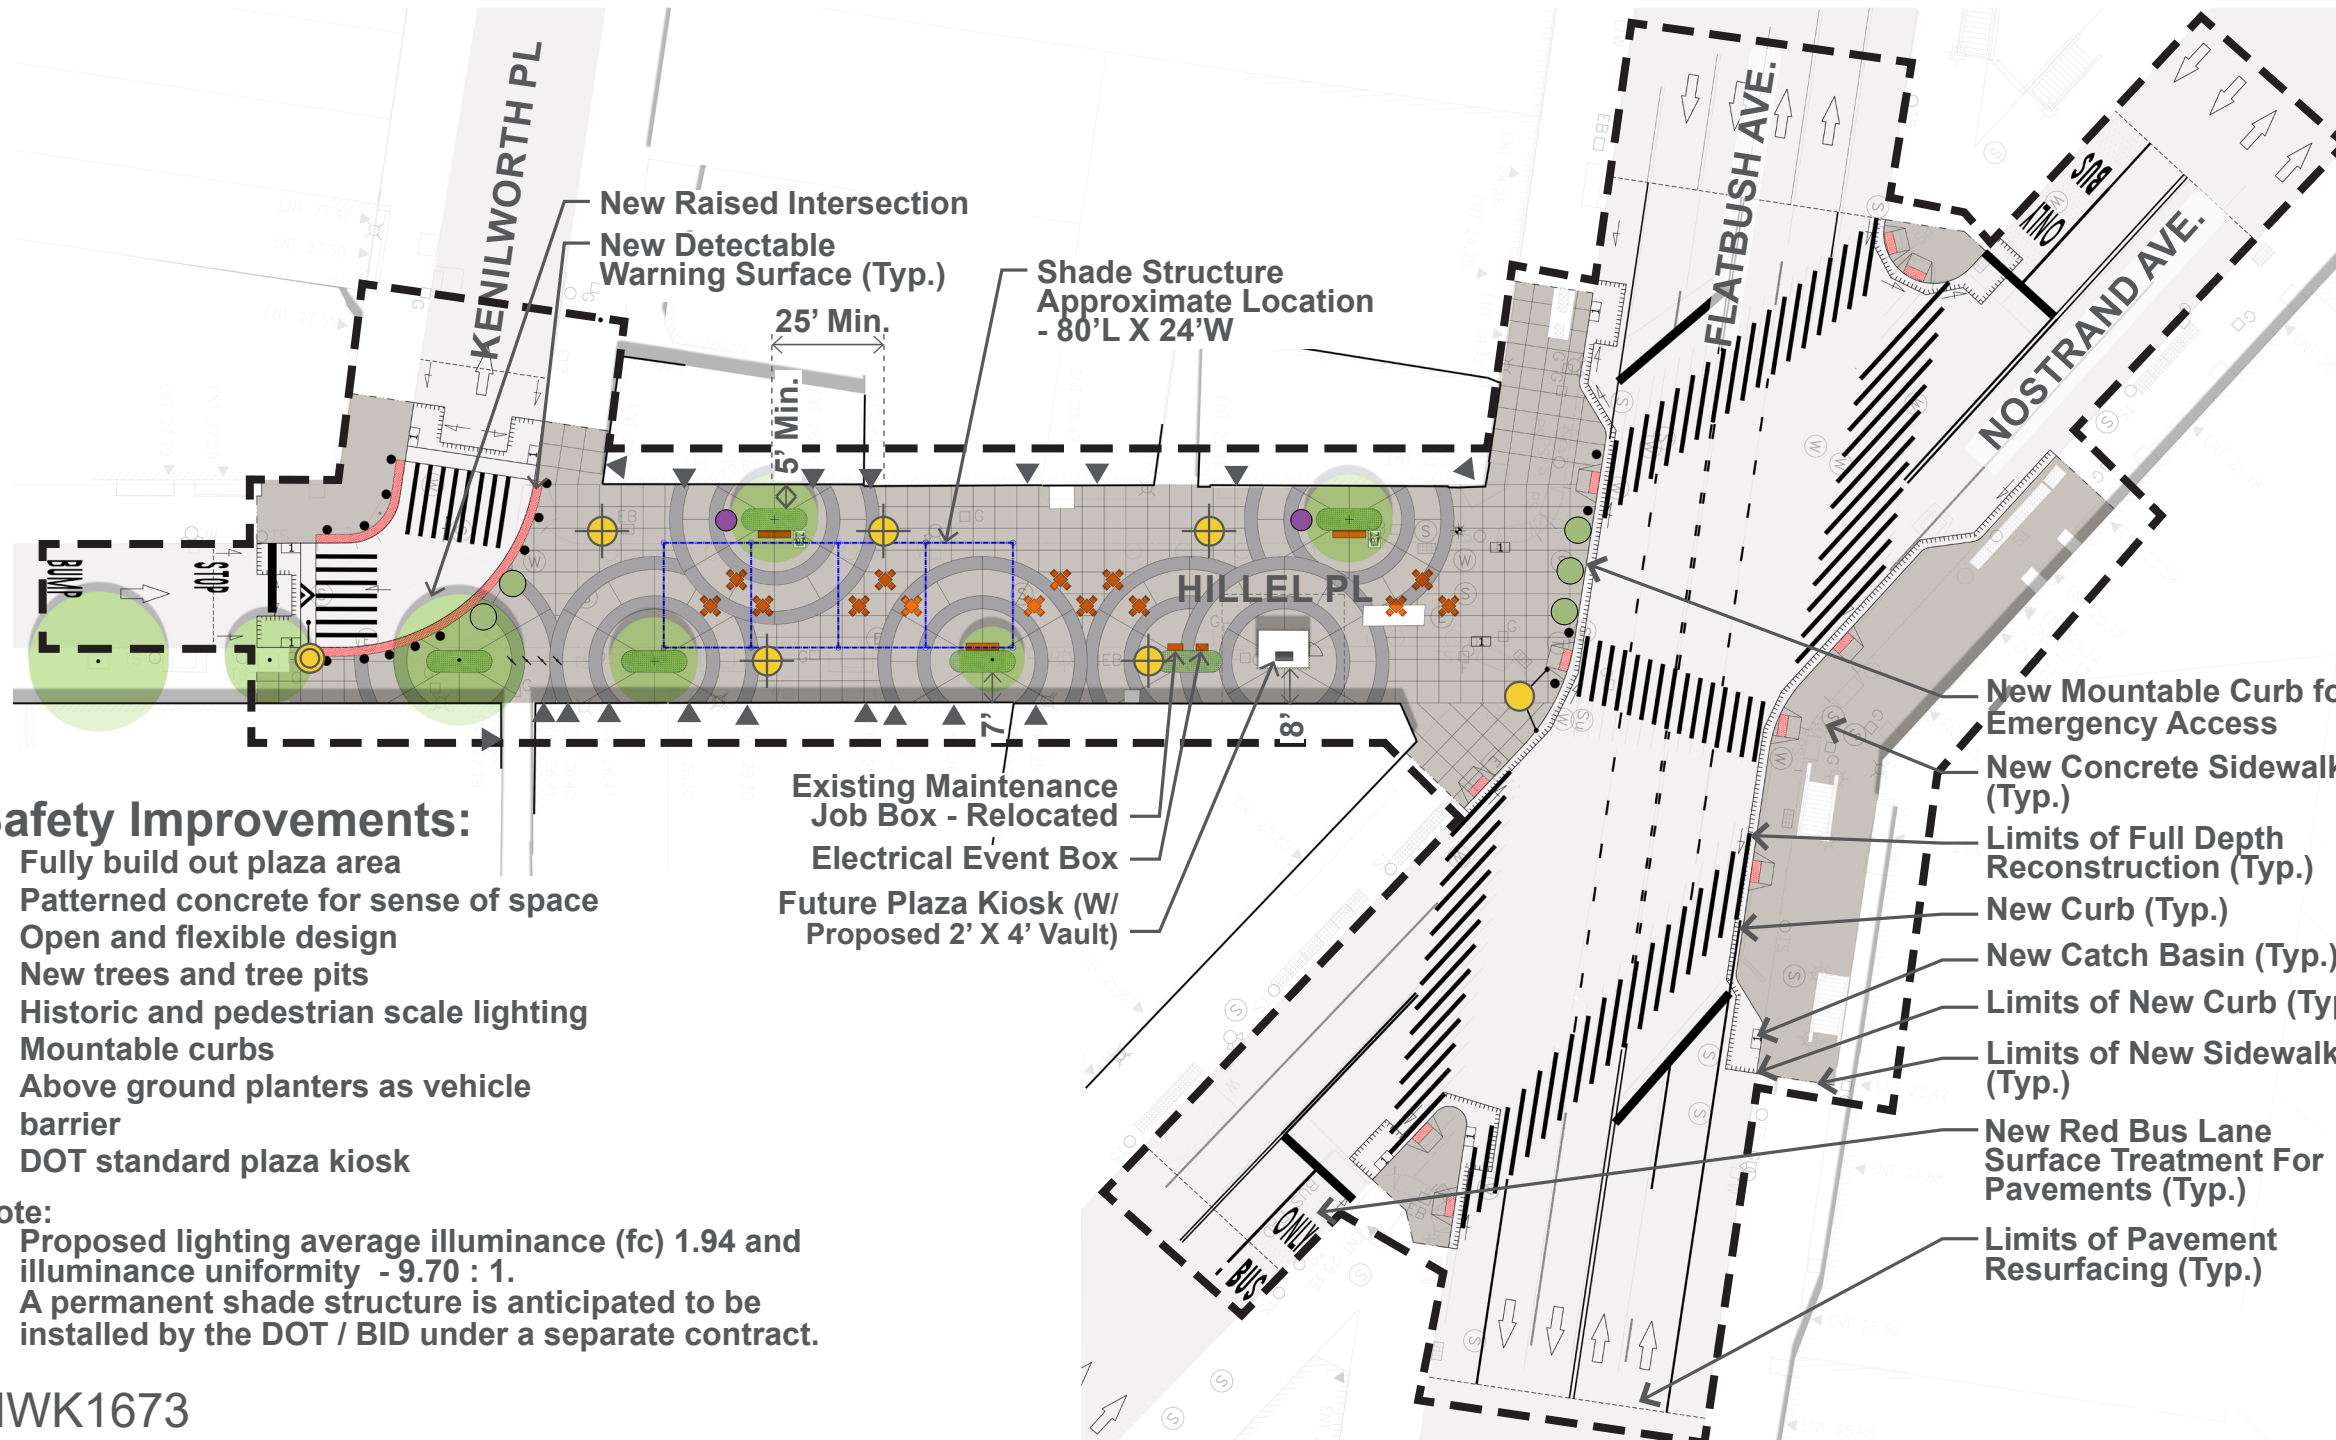 KENILWORTH PL
FLATBUSH AVE.
NOSTRAND AVE.
HILLEL PL
BUS
ONLY
New Raised Intersection
New Detectable
Warning Surface (Typ.)
Shade Structure
Approximate Location
- 80’L X 24’W
25’ Min.
5’ Min.
BUMP
STOP
7’
8’
Existing Maintenance
Job Box - Relocated
Electrical Event Box
Future Plaza Kiosk (W/
Proposed 2’ X 4’ Vault)
New Mountable Curb fo
Emergency Access
New Concrete Sidewalk
(Typ.)
Limits of Full Depth
Reconstruction (Typ.)
New Curb (Typ.)
New Catch Basin (Typ.)
Limits of New Curb (Typ
Limits of New Sidewalk
(Typ.)
New Red Bus Lane
Surface Treatment For
Pavements (Typ.)
Limits of Pavement
Resurfacing (Typ.)
ONLY
BUS
afety Improvements:
Fully build out plaza area
Patterned concrete for sense of space
Open and flexible design
New trees and tree pits
Historic and pedestrian scale lighting
Mountable curbs
Above ground planters as vehicle
barrier
DOT standard plaza kiosk
ote:
Proposed lighting average illuminance (fc) 1.94 and
illuminance uniformity - 9.70 : 1.
A permanent shade structure is anticipated to be
installed by the DOT / BID under a separate contract.
WK1673